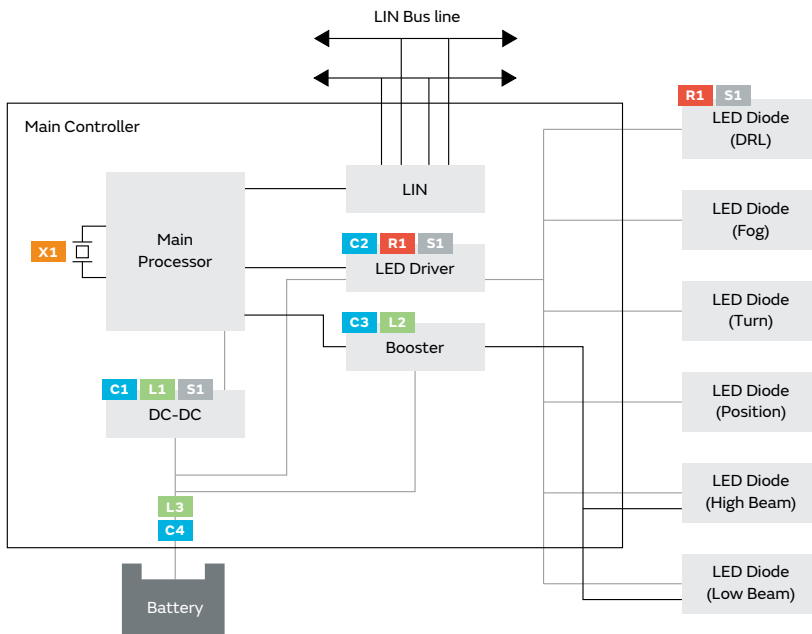 LIN Bus line
Main Controller
R1 S1
LED Diode
(DRL)
LIN
Main
Processor
X1
C2 R1 S1
LED Driver
LED Diode
(Fog)
C3 L2
Booster
LED Diode
(Turn)
C1 L1 S1
DC-DC
LED Diode
(Position)
L3
C4
LED Diode
(High Beam)
Battery
LED Diode
(Low Beam)